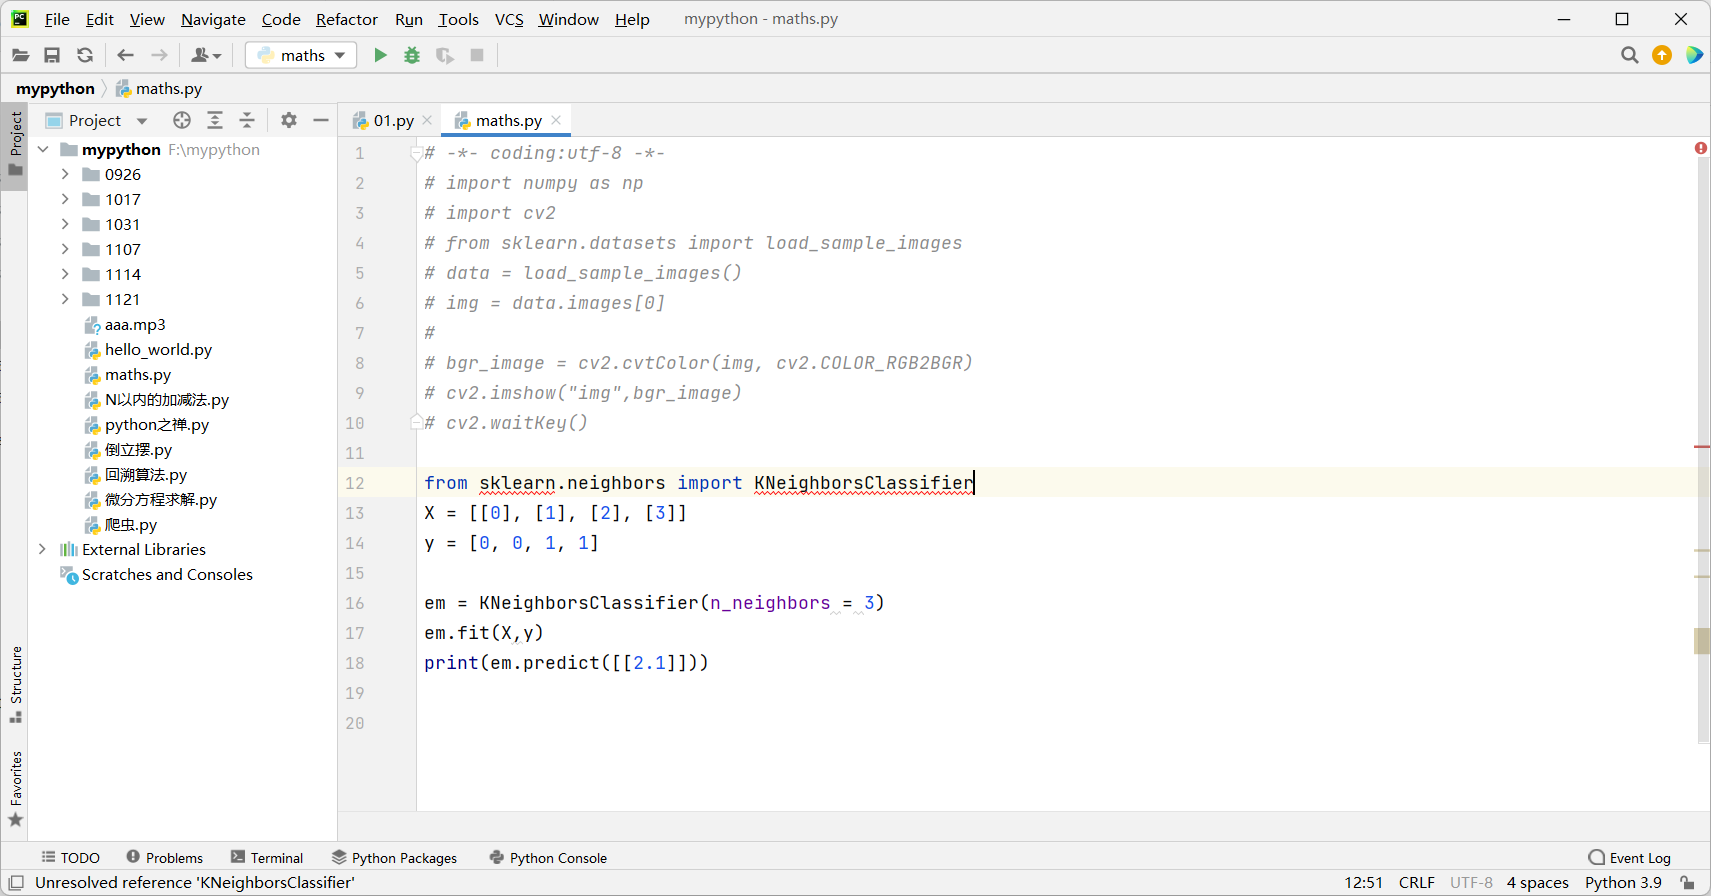 PC File Edit View Navigate Code Refactor Run Tools VCS Window Help mypython - maths.py
maths
mypython maths.py
Project
Project
01.py maths.py
mypython F:\mypython
0926
1017
1031
1107
1114
1121
aaa.mp3
hello_world.py
maths.py
N以内的加减法.py
python之禅.py
倒立摆.py
回溯算法.py
微分方程求解.py
爬虫.py
External Libraries
Scratches and Consoles
1 # -*- coding:utf-8 -*-
2 # import numpy as np
3 # import cv2
4 # from sklearn.datasets import load_sample_images
5 # data = load_sample_images()
6 # img = data.images[0]
7 #
8 # bgr_image = cv2.cvtColor(img, cv2.COLOR_RGB2BGR)
9 # cv2.imshow("img",bgr_image)
10 # cv2.waitKey()
11
12 from sklearn.neighbors import KNeighborsClassifier
13 X = [[0], [1], [2], [3]]
14 y = [0, 0, 1, 1]
15
16 em = KNeighborsClassifier(n_neighbors = 3)
17 em.fit(X,y)
18 print(em.predict([[2.1]]))
19
20
Structure
Favorites
TODO Problems Terminal Python Packages Python Console Event Log
Unresolved reference 'KNeighborsClassifier' 12:51 CRLF UTF-8 4 spaces Python 3.9